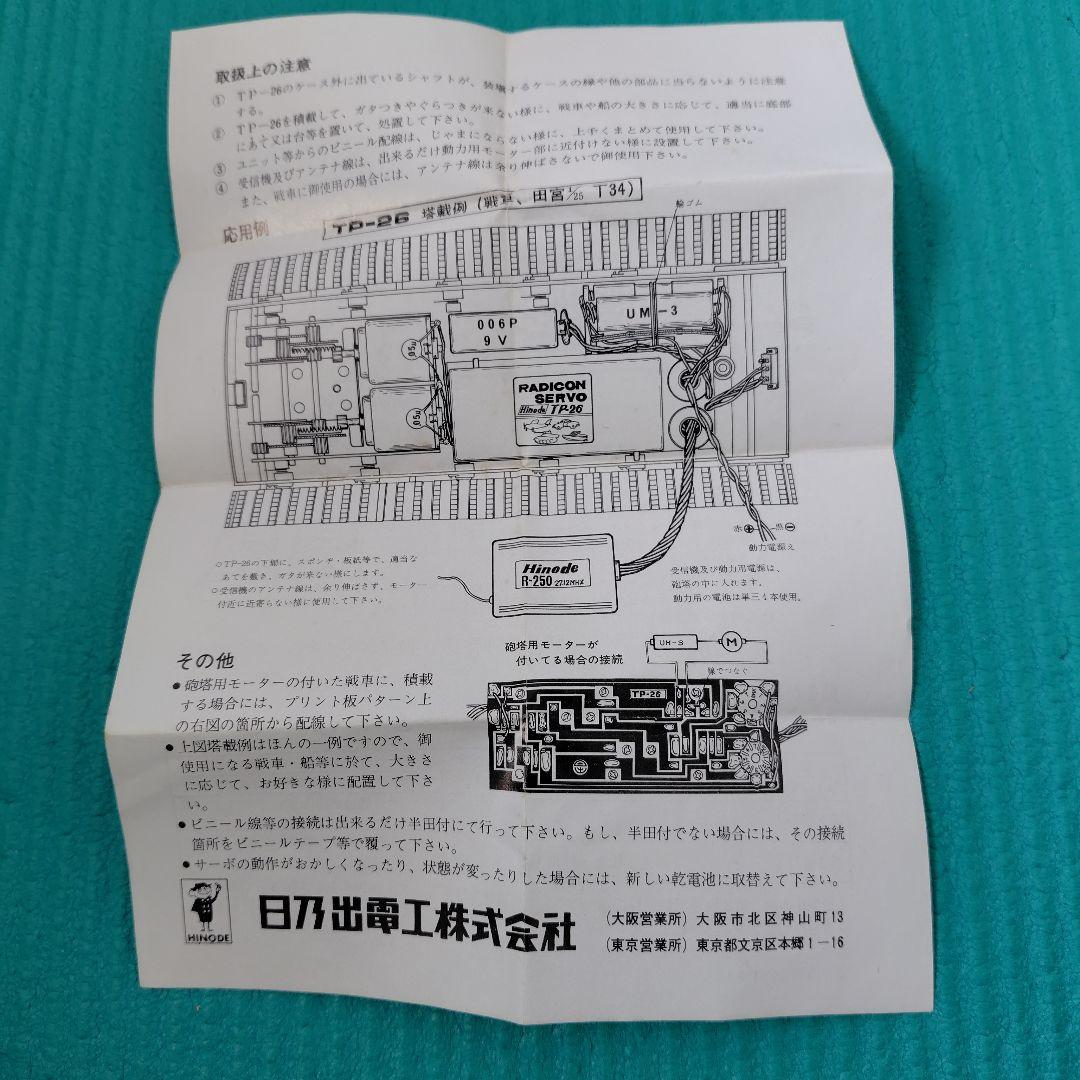 取扱上の注意
① TP−26のケース外に出ているシャフトが、装填するケースの縁や他の部品に当らないように注意
する。
② TP−26を積載して、ガタつきやぐらつきが来ない様に、戦車や船の大きさに応じて、適当に底部
にあて又は台等を置いて、処置して下さい。
③ ユニット等からのビニール配線は、じゃまにならない様に、上手くまとめて使用して下さい。
④ 受信機及びアンテナ線は、出来るだけ動力用モーター部に近付けない様に設置して下さい。
また、戦車に御使用の場合には、アンテナ線は余り伸ばさないで御使用下さい。
応用例
TP-26 塔載例(戦車、田宮1/25 T34)
輪ゴム
006P
9V
UM-3
05μ
05μ
RADICON
SERVO
Hinode TP-26
赤⊕
黒⊖
動力電源え
○TP-26の下部に、スポンヂ・板紙等で、適当な
あてを敷き、ガタが来ない様にします。
○受信機のアンテナ線は、余り伸ばさず、モーター
付近に近寄らない様に使用して下さい。
Hinode
R-250 27.12MHZ
受信機及び動力用電源は、
砲塔の中に入れます。
動力用の電池は単三4本使用。
その他
●砲塔用モーターの付いた戦車に、積載
する場合には、プリント板パターン上
の右図の箇所から配線して下さい。
●上図塔載例はほんの一例ですので、御
使用になる戦車・船等に於て、大きさ
に応じて、お好きな様に配置して下さ
い。
砲塔用モーターが
付いてる場合の接続
UM-3
M
線でつなぐ
TP-26
●ビニール線等の接続は出来るだけ半田付にて行って下さい。もし、半田付でない場合には、その接続
箇所をビニールテープ等で覆って下さい。
●サーボの動作がおかしくなったり、状態が変ったりした場合には、新しい乾電池に取替えて下さい。
HINODE
日乃出電工株式会社
(大阪営業所) 大阪市北区神山町13
(東京営業所) 東京都文京区本郷1−16